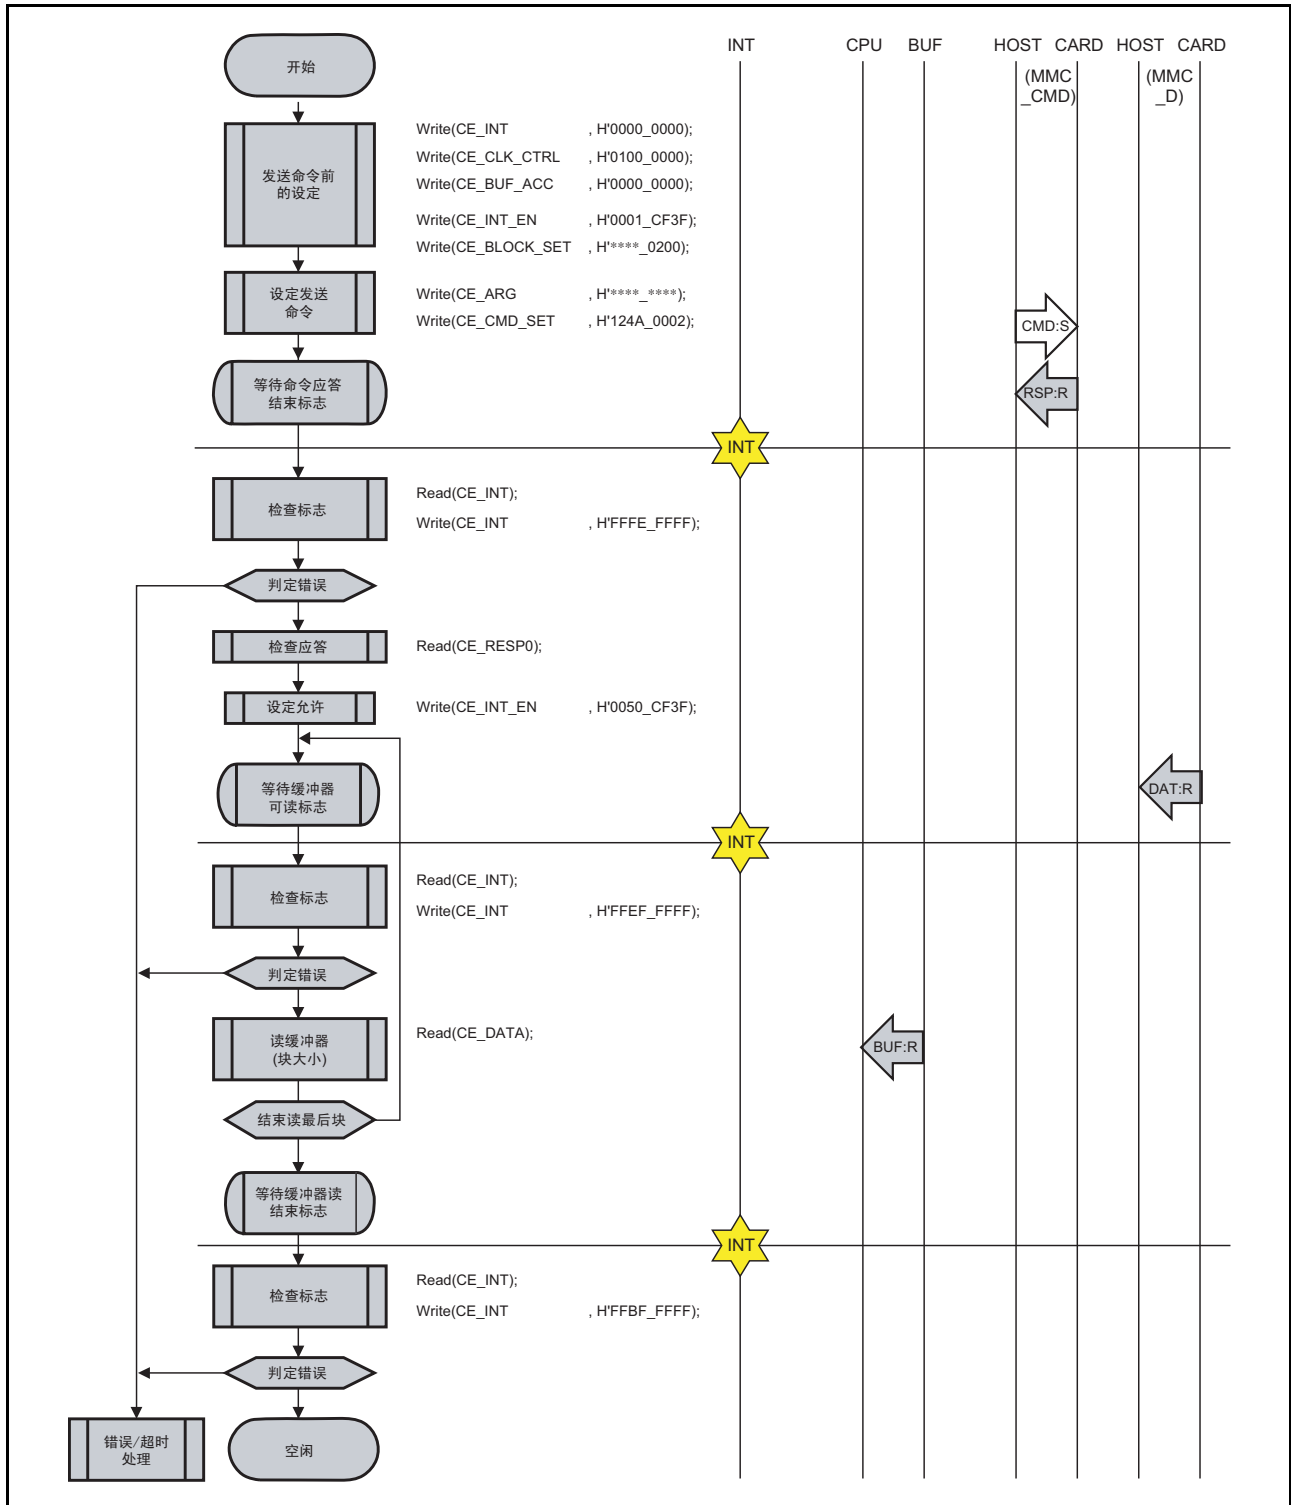 INT CPU BUF HOST CARD HOST CARD
(MMC
_CMD)
(MMC
_D)
开始
发送命令前
的设定
Write(CE_INT , H'0000_0000);
Write(CE_CLK_CTRL , H'0100_0000);
Write(CE_BUF_ACC , H'0000_0000);
Write(CE_INT_EN , H'0001_CF3F);
Write(CE_BLOCK_SET , H'****_0200);
设定发送
命令
Write(CE_ARG , H'****_****);
Write(CE_CMD_SET , H'124A_0002);
CMD:S
等待命令应答
结束标志
RSP:R
INT
检查标志
Read(CE_INT);
Write(CE_INT , H'FFFE_FFFF);
判定错误
检查应答
Read(CE_RESP0);
设定允许
Write(CE_INT_EN , H'0050_CF3F);
等待缓冲器
可读标志
DAT:R
INT
检查标志
Read(CE_INT);
Write(CE_INT , H'FFEF_FFFF);
判定错误
读缓冲器
(块大小)
Read(CE_DATA);
BUF:R
结束读最后块
等待缓冲器读
结束标志
INT
检查标志
Read(CE_INT);
Write(CE_INT , H'FFBF_FFFF);
判定错误
错误/超时
处理
空闲